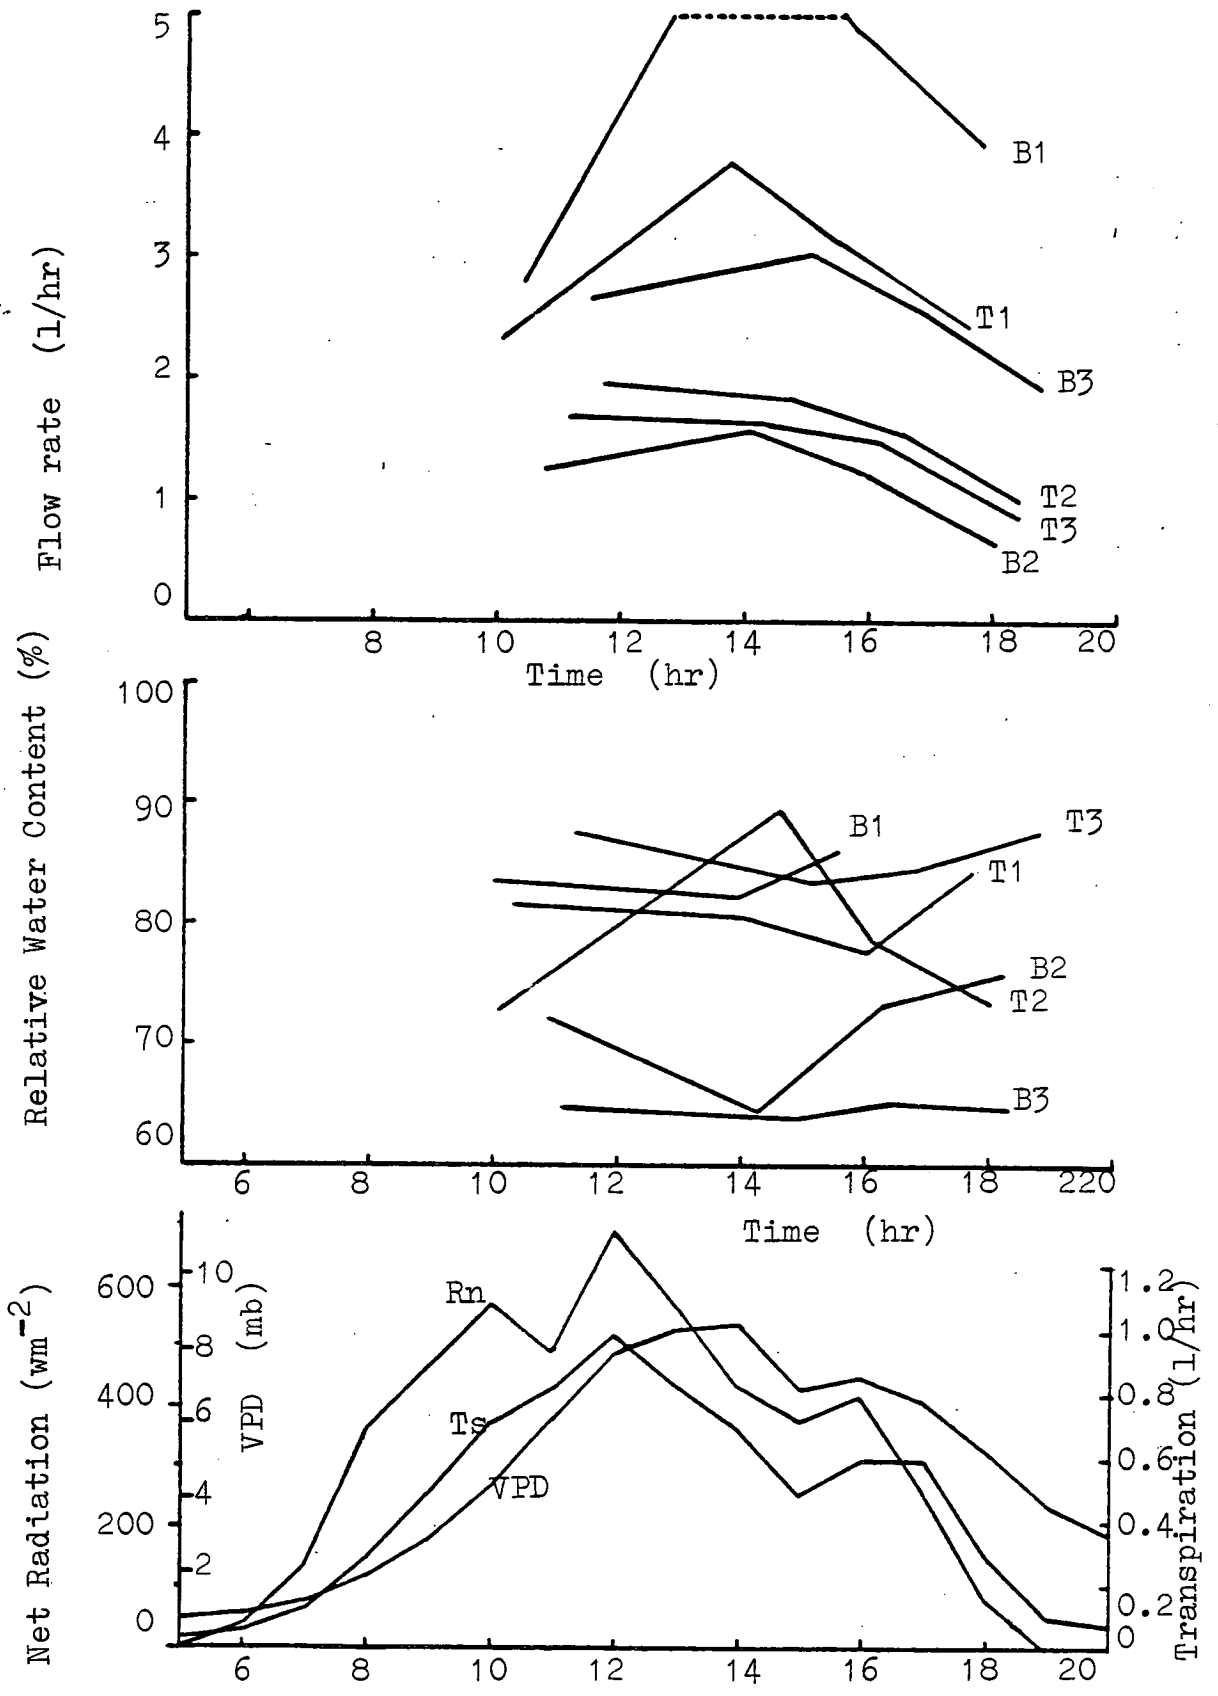 Flow rate (l/hr)
5
4
3
2
1
0
B1
T1
B3
T2
T3
B2
8 10 12 14 16 18 20
Time (hr)
Relative Water Content (%)
100
90
80
70
60
B1
T3
T1
B2
T2
B3
6 8 10 12 14 16 18 220
Time (hr)
Net Radiation (wm-2)
600
400
200
0
VPD (mb)
10
8
6
4
2
Rn
Ts
VPD
1.2
1.0
0.8
0.6
0.4
0.2
0
Transpiration (l/hr)
6 8 10 12 14 16 18 20